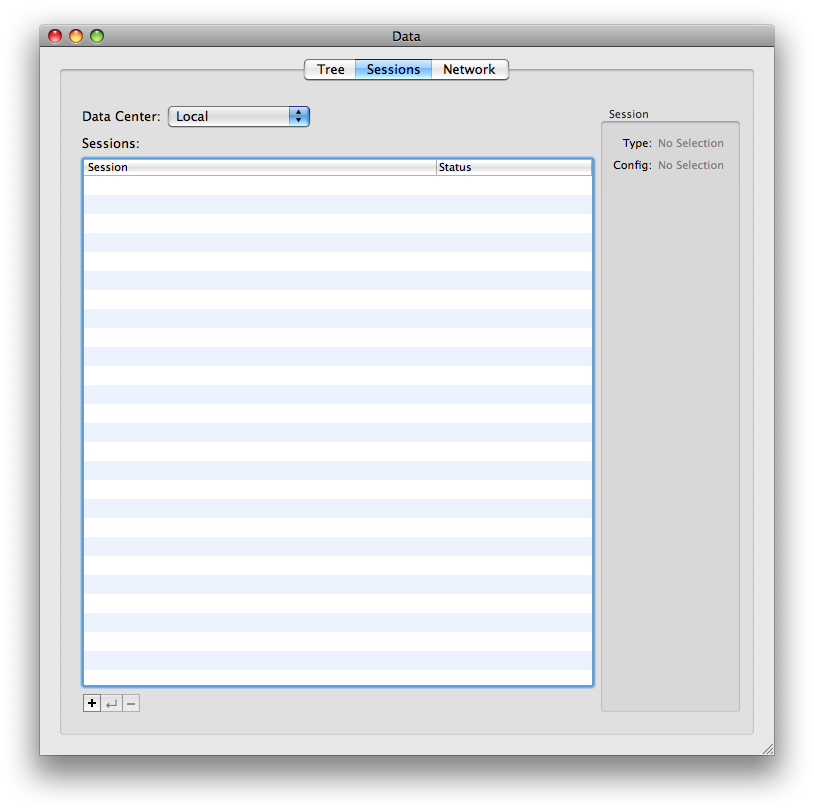 Data
Tree Sessions Network
Data Center: Local
Sessions:
Session Status
Session
Type: No Selection
Config: No Selection